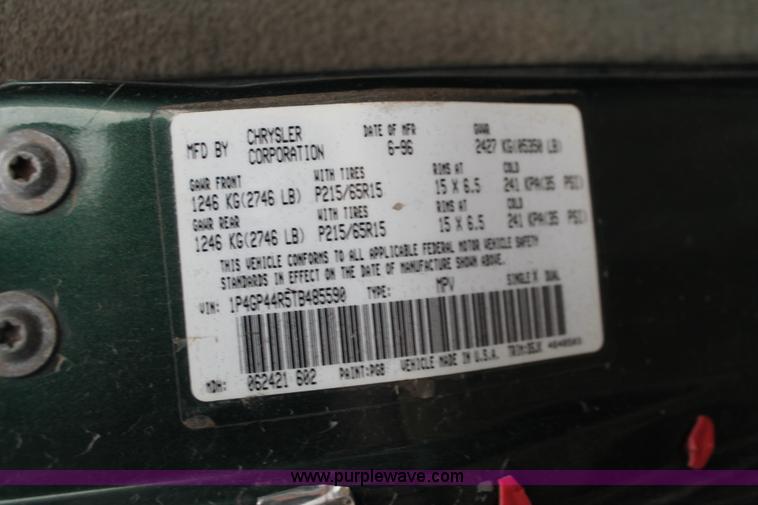 MFD BY CHRYSLER CORPORATION DATE OF MFR 6-96 GVWR 2427 KG(05350 LB)
GAWR FRONT WITH TIRES RIMS AT COLD
1246 KG(2746 LB) P215/65R15 15 X 6.5 241 KPA(35 PSI)
GAWR REAR WITH TIRES RIMS AT COLD
1246 KG(2746 LB) P215/65R15 15 X 6.5 241 KPA(35 PSI)
THIS VEHICLE CONFORMS TO ALL APPLICABLE FEDERAL MOTOR VEHICLE SAFETY
STANDARDS IN EFFECT ON THE DATE OF MANUFACTURE SHOWN ABOVE.
VIN: 1P4GP44R5TB485590 TYPE: MPV SINGLE X DUAL
MDH: 062421 602 PAINT:PGB VEHICLE MADE IN U.S.A.
www.purplewave.com